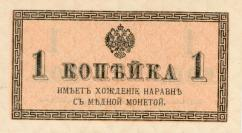 1 КОПѢЙКА 1
ИМѢЕТЪ ХОЖДЕНІЕ НАРАВНѢ
СЪ МѢДНОЙ МОНЕТОЙ.